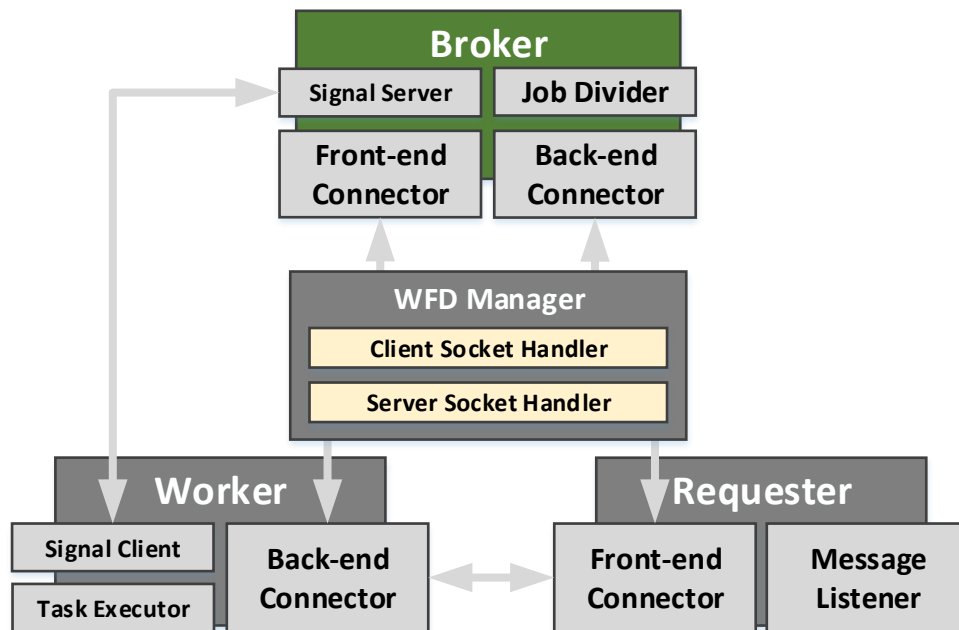 Broker
Signal Server
Job Divider
Front-end
Connector
Back-end
Connector
WFD Manager
Client Socket Handler
Server Socket Handler
Worker
Signal Client
Task Executor
Back-end
Connector
Requester
Front-end
Connector
Message
Listener